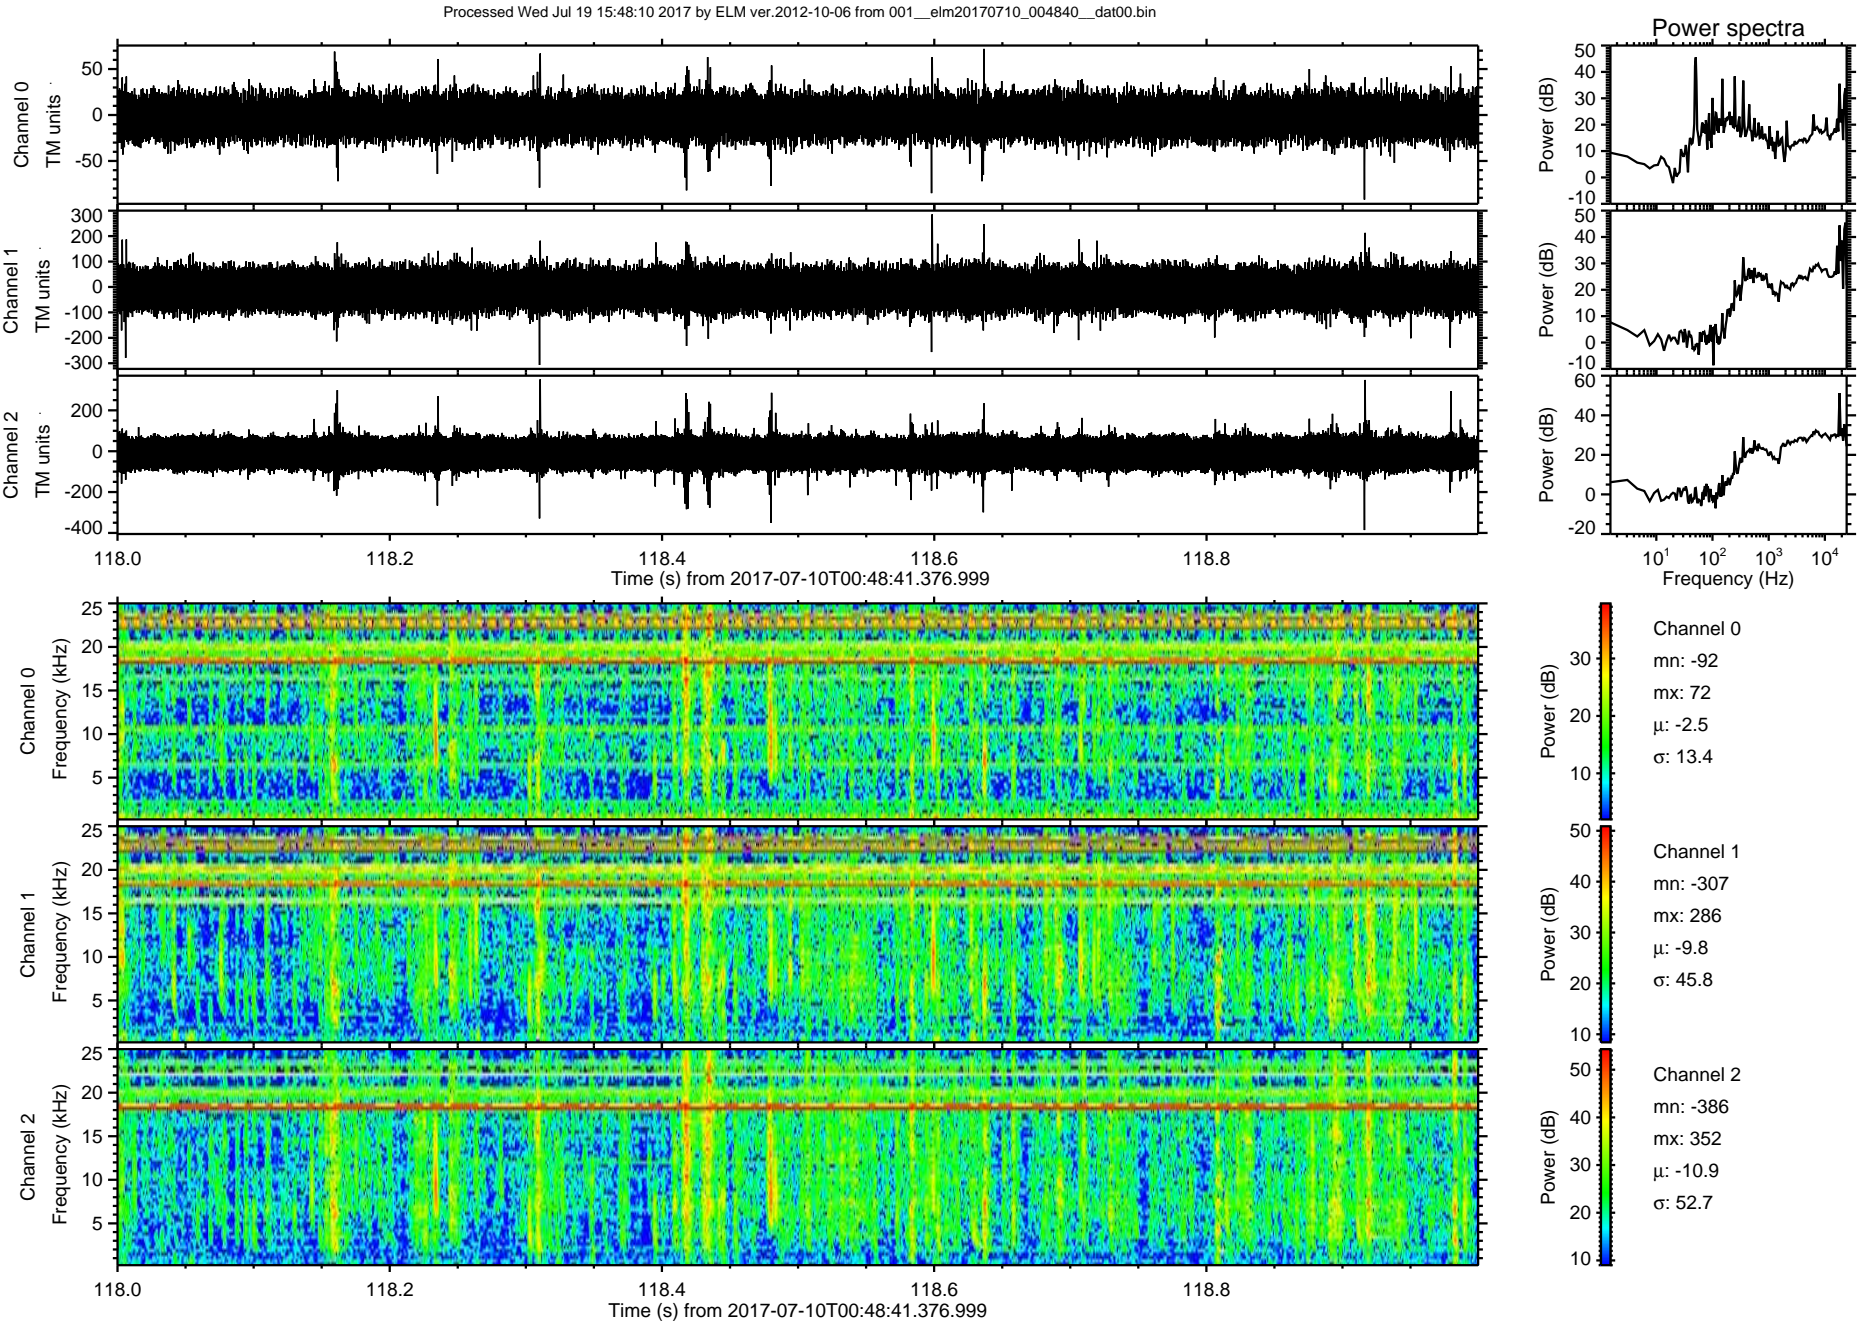 Processed Wed Jul 19 15:48:10 2017 by ELM ver.2012-10-06 from 001__elm20170710_004840__dat00.bin
Power spectra
Channel 0
TM units
50
0
-50
Power (dB)
50
40
30
20
10
0
-10
Channel 1
TM units
300
200
100
0
-100
-200
-300
Power (dB)
50
40
30
20
10
0
-10
Channel 2
TM units
200
0
-200
-400
Power (dB)
60
40
20
0
-20
118.0 118.2 118.4 118.6 118.8
Time (s) from 2017-07-10T00:48:41.376.999
10^1 10^2 10^3 10^4
Frequency (Hz)
Channel 0
Frequency (kHz)
25
20
15
10
5
Power (dB)
30
20
10
Channel 0
mn: -92
mx: 72
μ: -2.5
σ: 13.4
Channel 1
Frequency (kHz)
25
20
15
10
5
Power (dB)
50
40
30
20
10
Channel 1
mn: -307
mx: 286
μ: -9.8
σ: 45.8
Channel 2
Frequency (kHz)
25
20
15
10
5
Power (dB)
50
40
30
20
10
Channel 2
mn: -386
mx: 352
μ: -10.9
σ: 52.7
118.0 118.2 118.4 118.6 118.8
Time (s) from 2017-07-10T00:48:41.376.999